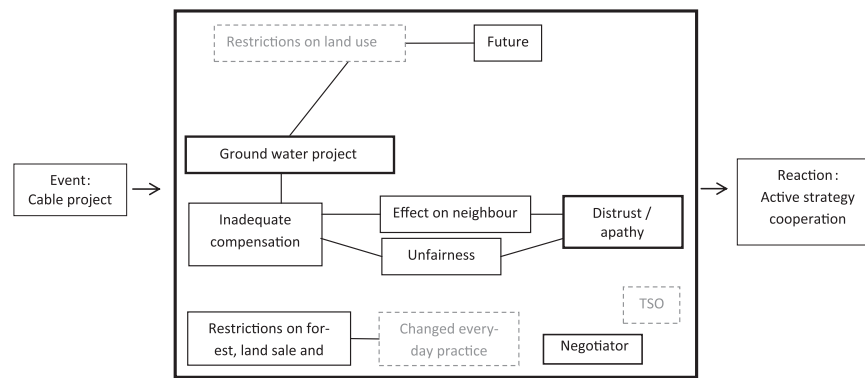 Restrictions on land use
Future
Ground water project
Event:
Cable project
Inadequate
compensation
Effect on neighbour
Unfairness
Distrust /
apathy
Reaction:
Active strategy
cooperation
TSO
Restrictions on for-
est, land sale and
Changed every-
day practice
Negotiator